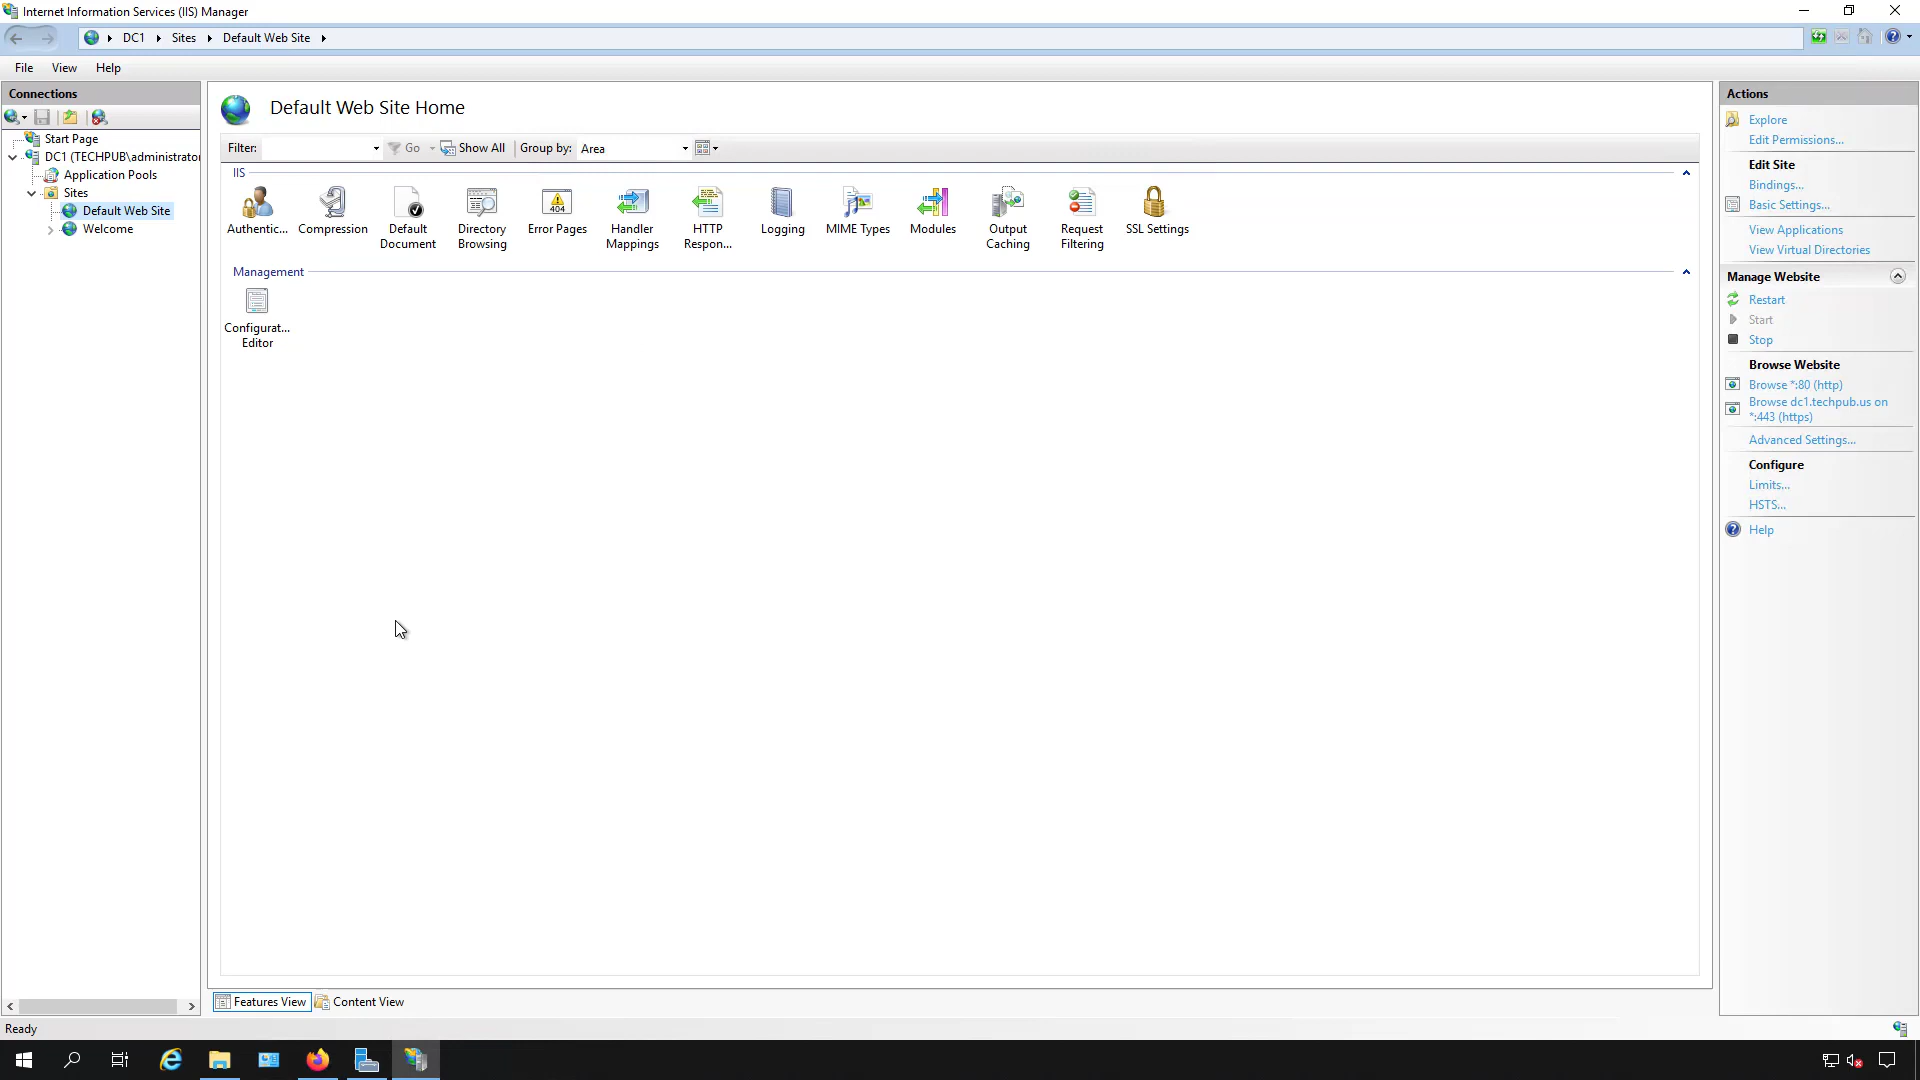 Internet Information Services (IIS) Manager
DC1 Sites Default Web Site
File View Help
Connections
Start Page
DC1 (TECHPUB\administrator
Application Pools
Sites
Default Web Site
Welcome
Default Web Site Home
Filter: Go Show All Group by: Area
IIS
Authentic...
Compression
Default
Document
Directory
Browsing
Error Pages
Handler
Mappings
HTTP
Respon...
Logging
MIME Types
Modules
Output
Caching
Request
Filtering
SSL Settings
404
Management
Configurat...
Editor
Features View Content View
Actions
Explore
Edit Permissions...
Edit Site
Bindings...
Basic Settings...
View Applications
View Virtual Directories
Manage Website
Restart
Start
Stop
Browse Website
Browse *:80 (http)
Browse dc1.techpub.us on
*:443 (https)
Advanced Settings...
Configure
Limits...
HSTS...
Help
Ready